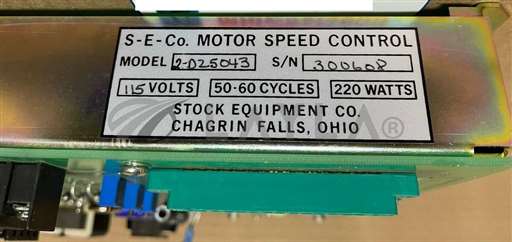 S-E-Co. MOTOR SPEED CONTROL
MODEL 2-D25043 S/N 300608
115 VOLTS 50-60 CYCLES 220 WATTS
STOCK EQUIPMENT CO.
CHAGRIN FALLS, OHIO